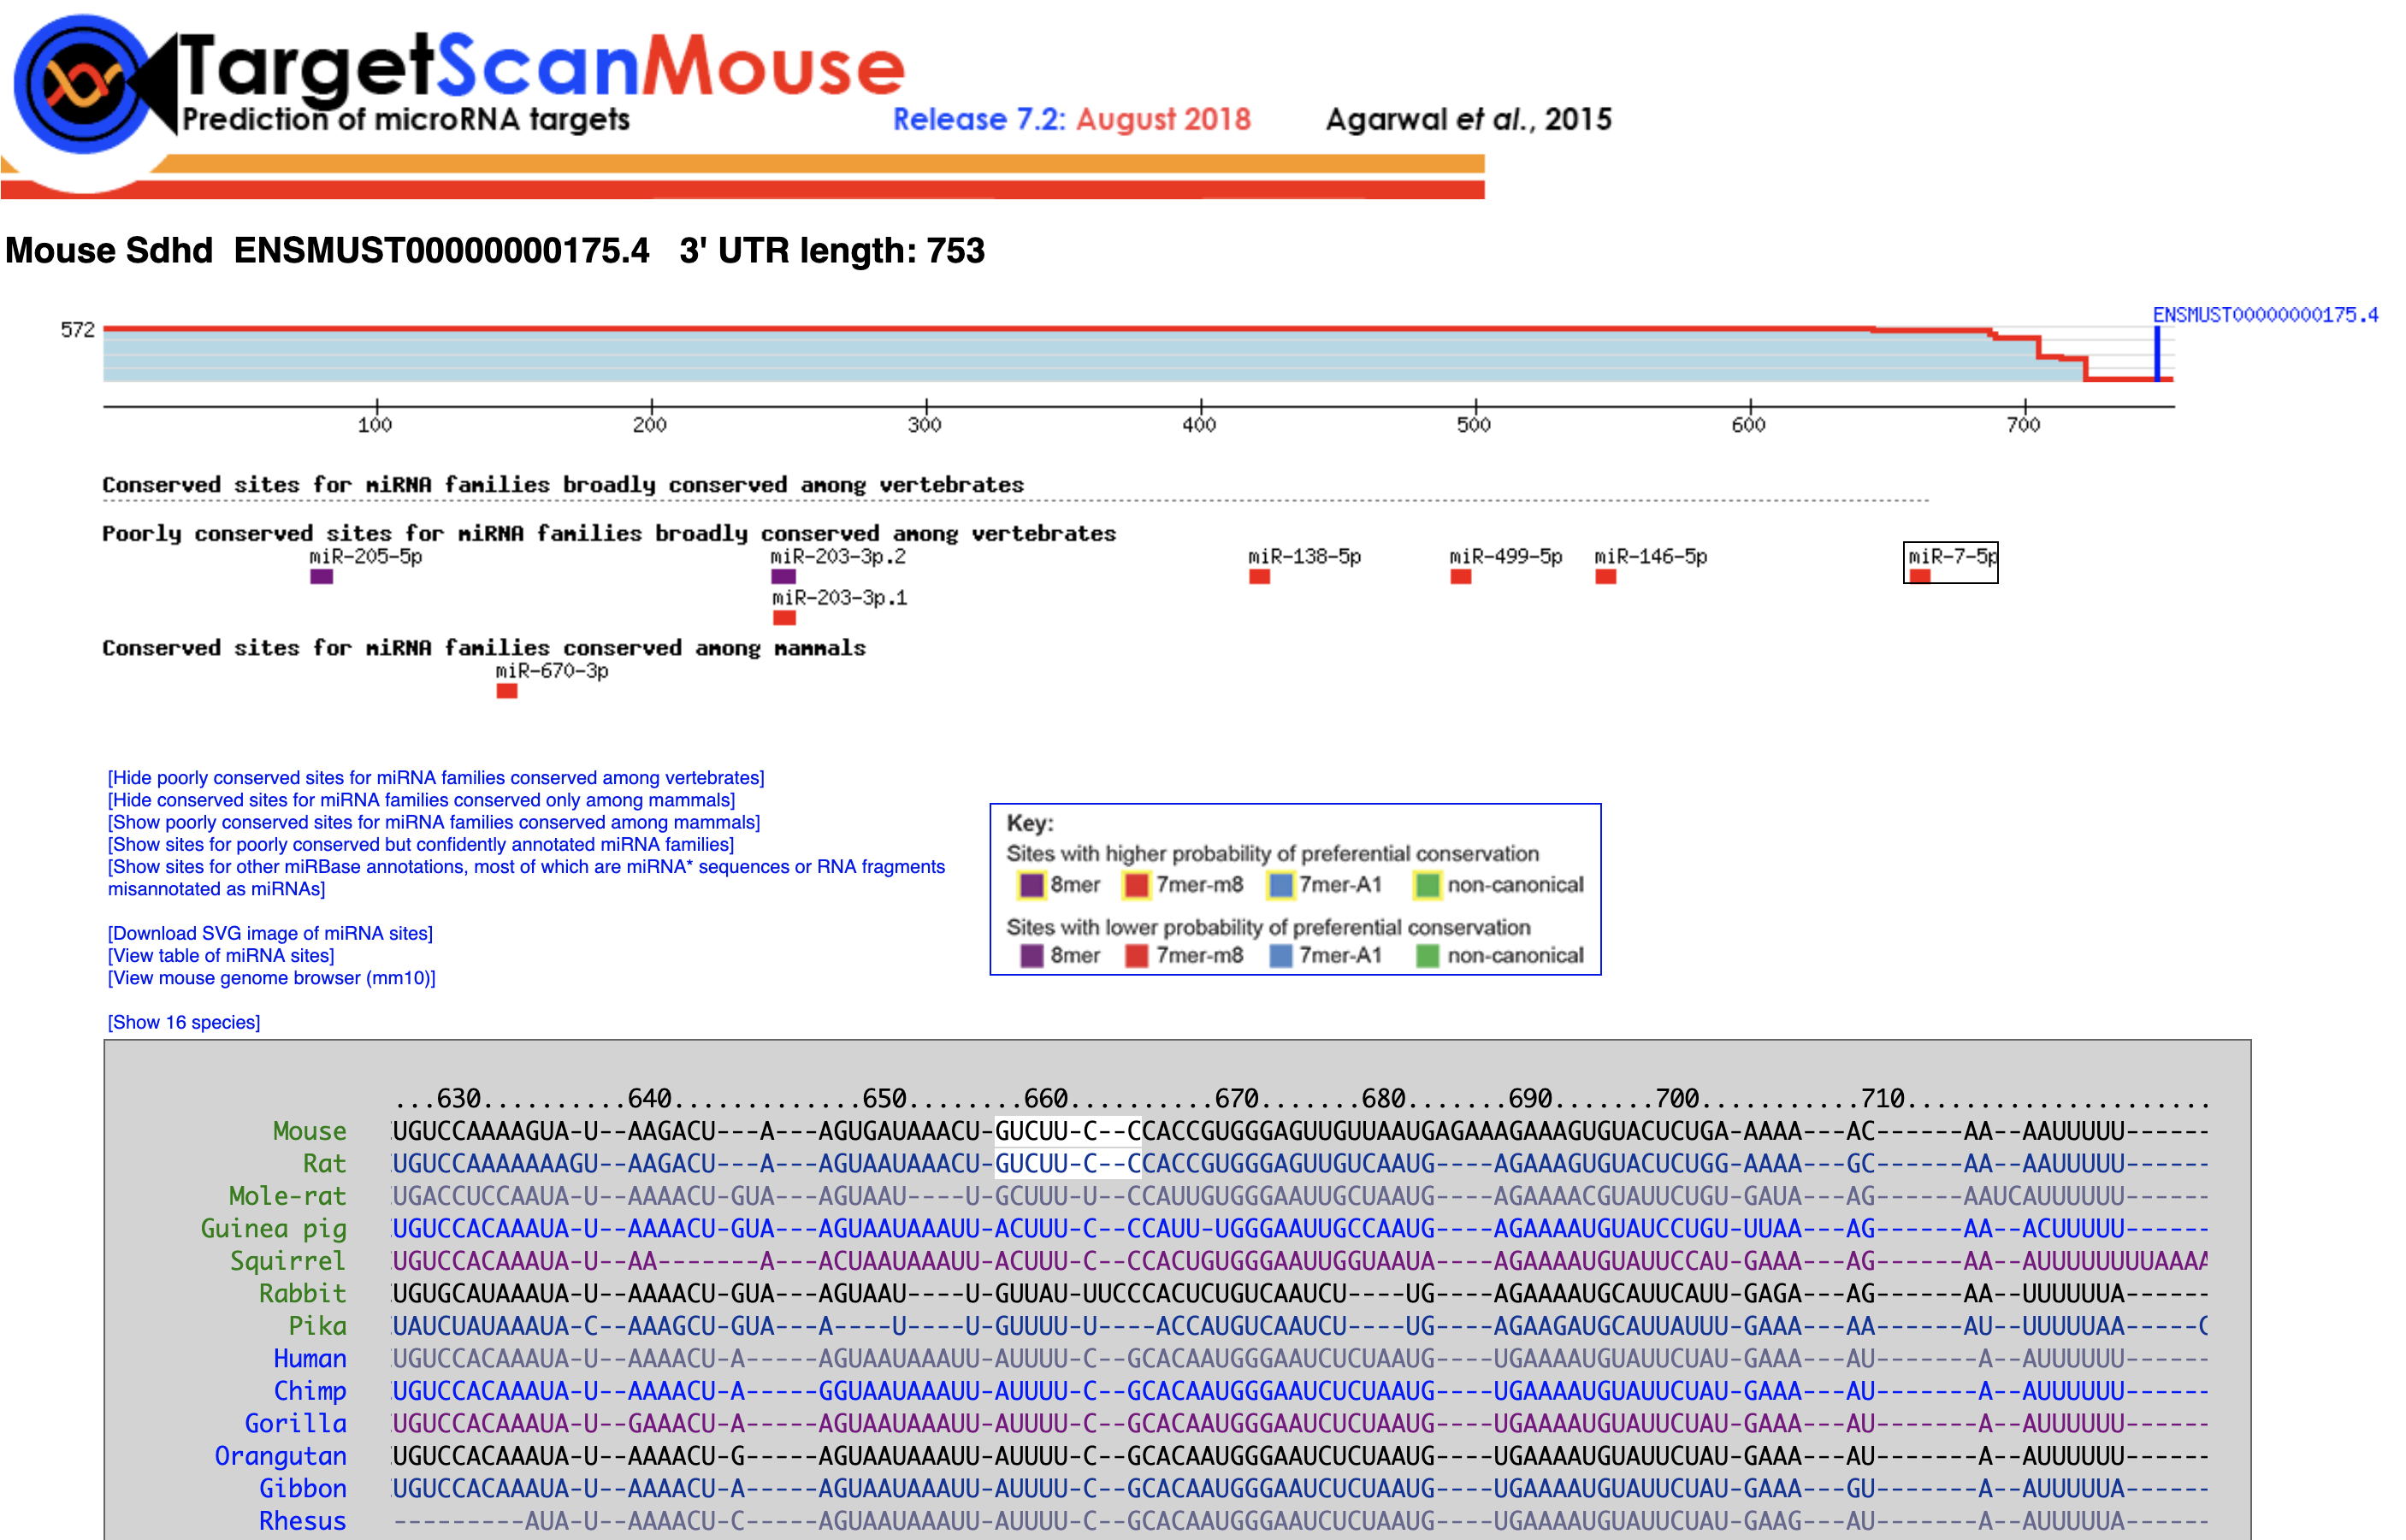 TargetScanMouse
Prediction of microRNA targets
Release 7.2: August 2018 Agarwal et al., 2015
Mouse Sdhd ENSMUST00000000175.4 3' UTR length: 753
ENSMUST00000000175.4
572
100 200 300 400 500 600 700
Conserved sites for miRNA families broadly conserved among vertebrates
Poorly conserved sites for miRNA families broadly conserved among vertebrates
miR-205-5p miR-203-3p.2 miR-138-5p miR-499-5p miR-146-5p miR-7-5p
miR-203-3p.1
Conserved sites for miRNA families conserved among mammals
miR-670-3p
[Hide poorly conserved sites for miRNA families conserved among vertebrates]
[Hide conserved sites for miRNA families conserved only among mammals]
[Show poorly conserved sites for miRNA families conserved among mammals]
[Show sites for poorly conserved but confidently annotated miRNA families]
[Show sites for other miRBase annotations, most of which are miRNA* sequences or RNA fragments
misannotated as miRNAs]
[Download SVG image of miRNA sites]
[View table of miRNA sites]
[View mouse genome browser (mm10)]
[Show 16 species]
Key:
Sites with higher probability of preferential conservation
8mer 7mer-m8 7mer-A1 non-canonical
Sites with lower probability of preferential conservation
8mer 7mer-m8 7mer-A1 non-canonical
...630..........640.............650........660..........670.......680.......690.......700...........710.....................
Mouse UGUCCAAAAGUA-U--AAGACU---A---AGUGAUAAACU-GUCUU-C--CCACCGUGGGAGUUGUUAAUGAGAAAGAAAGUGUACUCUGA-AAAA---AC------AA--AAUUUUU------
Rat UGUCCAAAAAAAGU--AAGACU---A---AGUAAUAAACU-GUCUU-C--CCACCGUGGGAGUUGUCAAUG----AGAAAGUGUACUCUGG-AAAA---GC------AA--AAUUUUU------
Mole-rat UGACCUCCAAUA-U--AAAACU-GUA---AGUAAU----U-GCUUU-U--CCAUUGUGGGAAUUGCUAAUG----AGAAAACGUAUUCUGU-GAUA---AG------AAUCAUUUUUU------
Guinea pig UGUCCACAAAUA-U--AAAACU-GUA---AGUAAUAAAUU-ACUUU-C--CCAUU-UGGGAAUUGCCAAUG----AGAAAAUGUAUCCUGU-UUAA---AG------AA--ACUUUUU------
Squirrel UGUCCACAAAUA-U--AA-------A---ACUAAUAAAUU-ACUUU-C--CCACUGUGGGAAUUGGUAAUA----AGAAAAUGUAUUCCAU-GAAA---AG------AA--AUUUUUUUUAAAA
Rabbit UGUGCAUAAAUA-U--AAAACU-GUA---AGUAAU----U-GUUAU-UUCCCACUCUGUCAAUCU----UG----AGAAAAUGCAUUCAUU-GAGA---AG------AA--UUUUUUA------
Pika UAUCUAUAAAUA-C--AAAGCU-GUA---A----U----U-GUUUU-U----ACCAUGUCAAUCU----UG----AGAAGAUGCAUUAUUU-GAAA---AA------AU--UUUUUAA-----C
Human UGUCCACAAAUA-U--AAAACU-A-----AGUAAUAAAUU-AUUUU-C--GCACAAUGGGAAUCUCUAAUG----UGAAAAUGUAUUCUAU-GAAA---AU-------A--AUUUUUU------
Chimp UGUCCACAAAUA-U--AAAACU-A-----GGUAAUAAAUU-AUUUU-C--GCACAAUGGGAAUCUCUAAUG----UGAAAAUGUAUUCUAU-GAAA---AU-------A--AUUUUUU------
Gorilla UGUCCACAAAUA-U--GAAACU-A-----AGUAAUAAAUU-AUUUU-C--GCACAAUGGGAAUCUCUAAUG----UGAAAAUGUAUUCUAU-GAAA---AU-------A--AUUUUUU------
Orangutan UGUCCACAAAUA-U--AAAACU-G-----AGUAAUAAAUU-AUUUU-C--GCACAAUGGGAAUCUCUAAUG----UGAAAAUGUAUUCUAU-GAAA---AU-------A--AUUUUUU------
Gibbon UGUCCACAAAUA-U--AAAACU-A-----AGUAAUAAAUU-AUUUU-C--GCACAAUGGGAAUCUCUAAUG----UGAAAAUGUAUUCUAU-GAAA---GU-------A--AUUUUUA------
Rhesus ---------AUA-U--AAAACU-C-----AGUAAUAAAUU-AUUUU-C--GCACAAUGGGAAUCUCUAAUG----UGAAAAUGUAUUCUAU-GAAG---AU-------A--AUUUUUA------